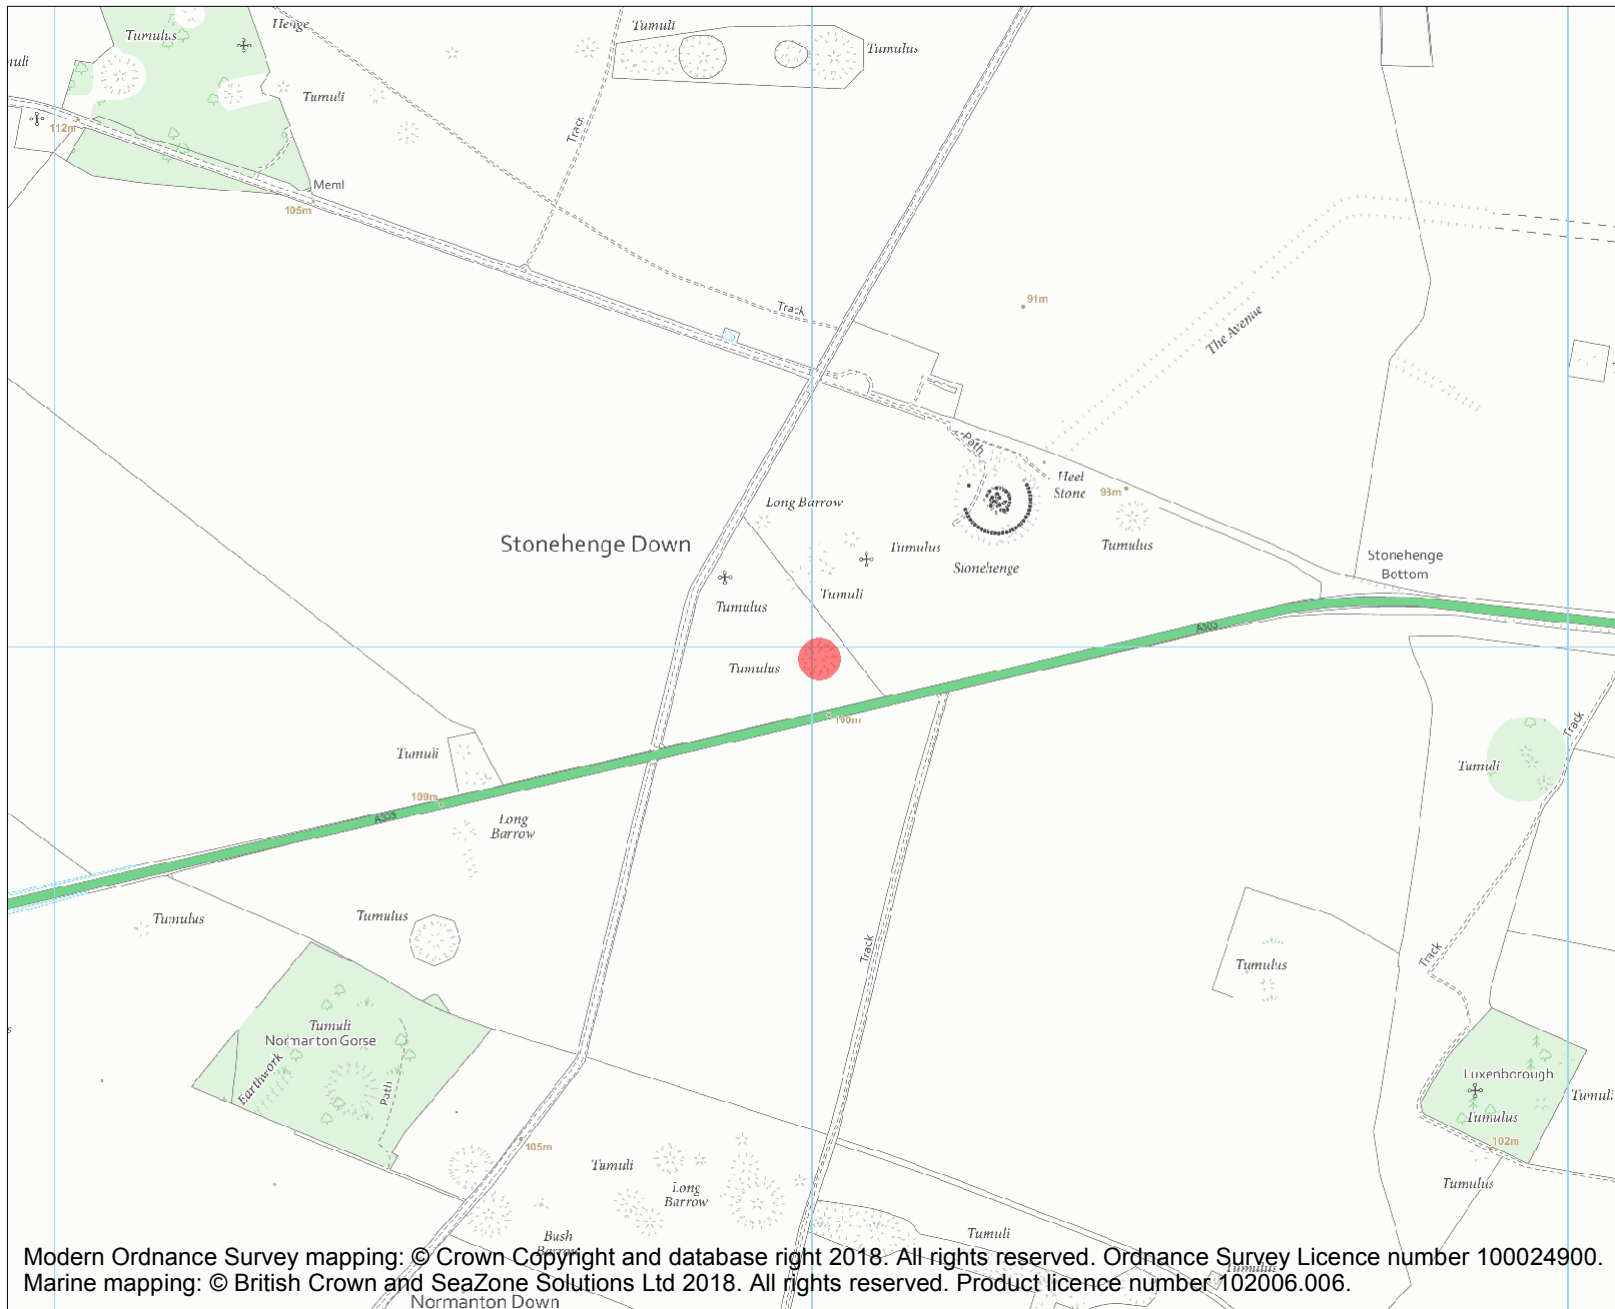 Henge
Tumuli
Tumulus
Tumulus
Tumuli
112m
Track
Meml
105m
91m
Track
The Avenue
Path
Heel
Stone
93m
Long Barrow
Stonehenge Down
Tumulus
Tumulus
Stonehenge
Stonehenge
Bottom
Tumulus
Tumuli
A303
Tumulus
100m
Track
Tumuli
Tumuli
109m
A303
Long
Barrow
Tumulus
Tumulus
Track
Track
Tumulus
Tumuli
Normanton Gorse
Earthwork
Path
Luxenborough
Tumulus
Tumuli
102m
105m
Tumuli
Long
Barrow
Tumulus
Bush
Barrow
Tumuli
Tumulus
Modern Ordnance Survey mapping: © Crown Copyright and database right 2018. All rights reserved. Ordnance Survey Licence number 100024900.
Marine mapping: © British Crown and SeaZone Solutions Ltd 2018. All rights reserved. Product licence number 102006.006.
Normanton Down